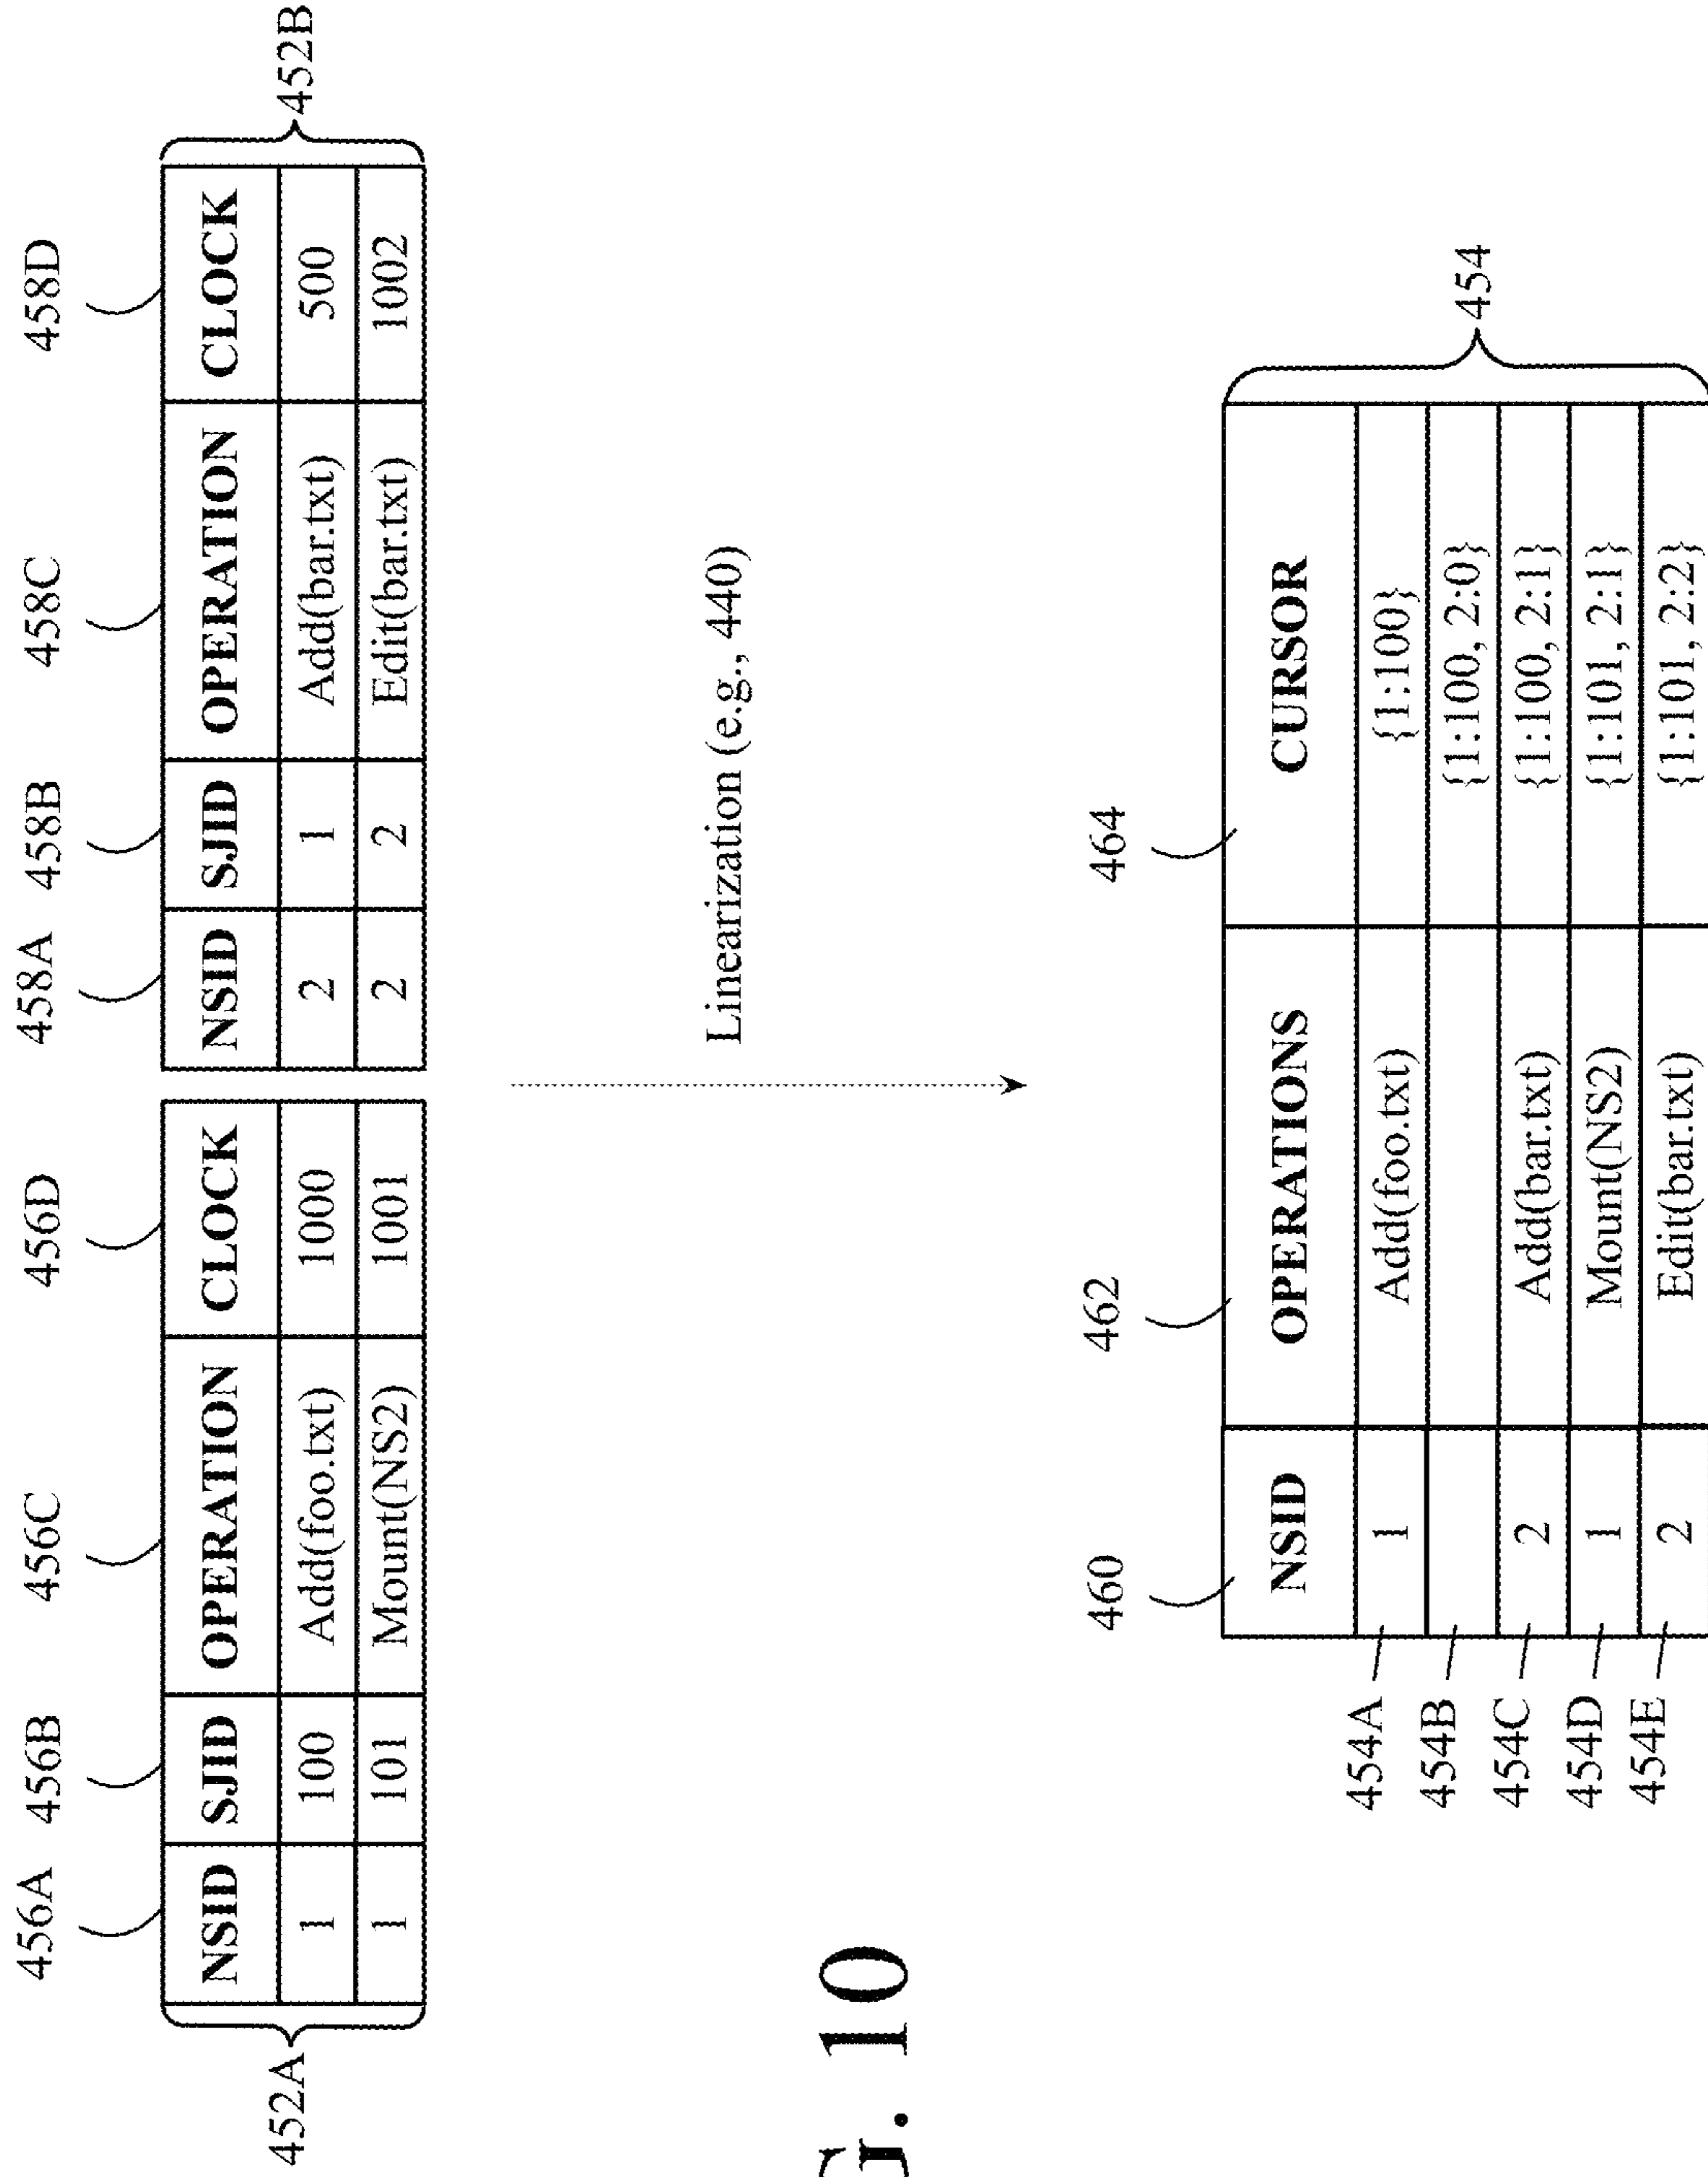 456A 456B 456C 456D 458A 458B 458C 458D
NSID SJID OPERATION CLOCK NSID SJID OPERATION CLOCK
1 100 Add(foo.txt) 1000 2 1 Add(bar.txt) 500
1 101 Mount(NS2) 1001 2 2 Edit(bar.txt) 1002
452A 452B
Linearization (e.g., 440)
G. 10
460 462 464
NSID OPERATIONS CURSOR
454A 1 Add(foo.txt) {1:100}
454B {1:100, 2:0}
454C 2 Add(bar.txt) {1:100, 2:1}
454D 1 Mount(NS2) {1:101, 2:1}
454E 2 Edit(bar.txt) {1:101, 2:2}
454